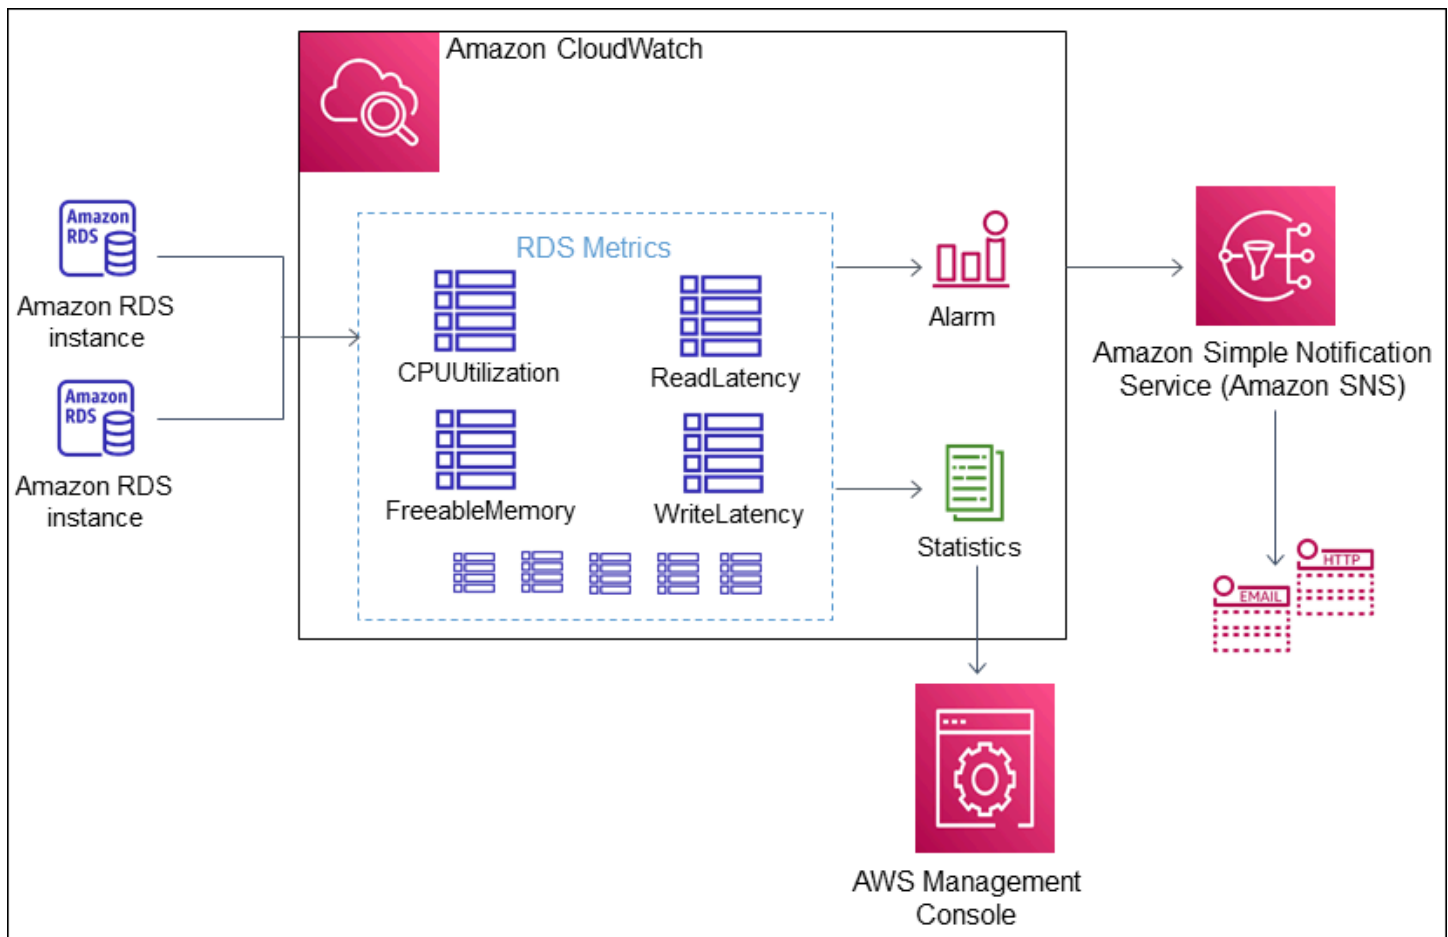 Amazon CloudWatch
Amazon
RDS
Amazon RDS
instance
Amazon
RDS
Amazon RDS
instance
RDS Metrics
CPUUtilization
ReadLatency
FreeableMemory
WriteLatency
Alarm
Statistics
Amazon Simple Notification
Service (Amazon SNS)
HTTP
EMAIL
AWS Management
Console